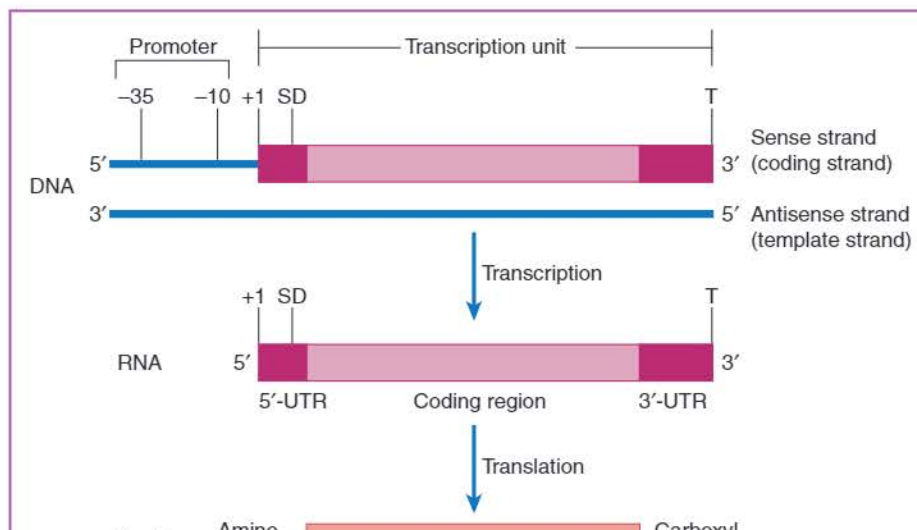 Promoter
Transcription unit
–35 –10 +1 SD T
5′ 3′ Sense strand
(coding strand)
DNA
3′ 5′ Antisense strand
(template strand)
Transcription
+1 SD T
RNA 5′ 3′
5′-UTR Coding region 3′-UTR
Translation
Amino Carboxyl